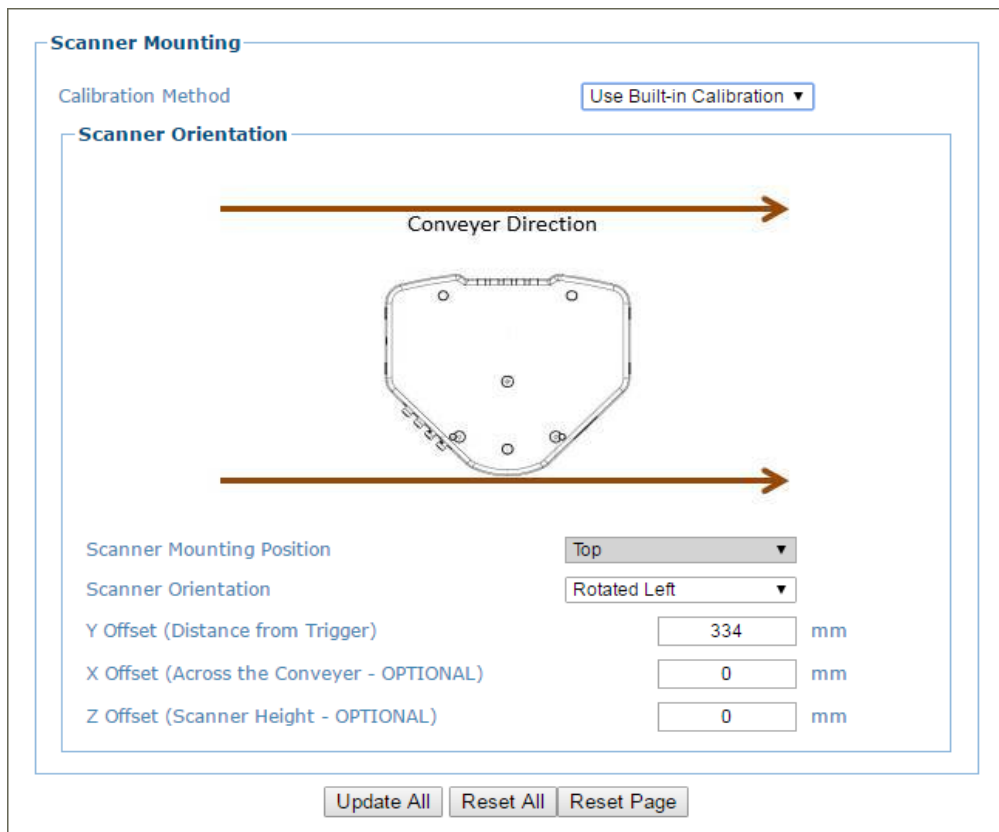 Scanner Mounting
Calibration Method Use Built-in Calibration ▼
Scanner Orientation
Conveyer Direction
Scanner Mounting Position Top ▼
Scanner Orientation Rotated Left ▼
Y Offset (Distance from Trigger) 334 mm
X Offset (Across the Conveyer - OPTIONAL) 0 mm
Z Offset (Scanner Height - OPTIONAL) 0 mm
Update All Reset All Reset Page